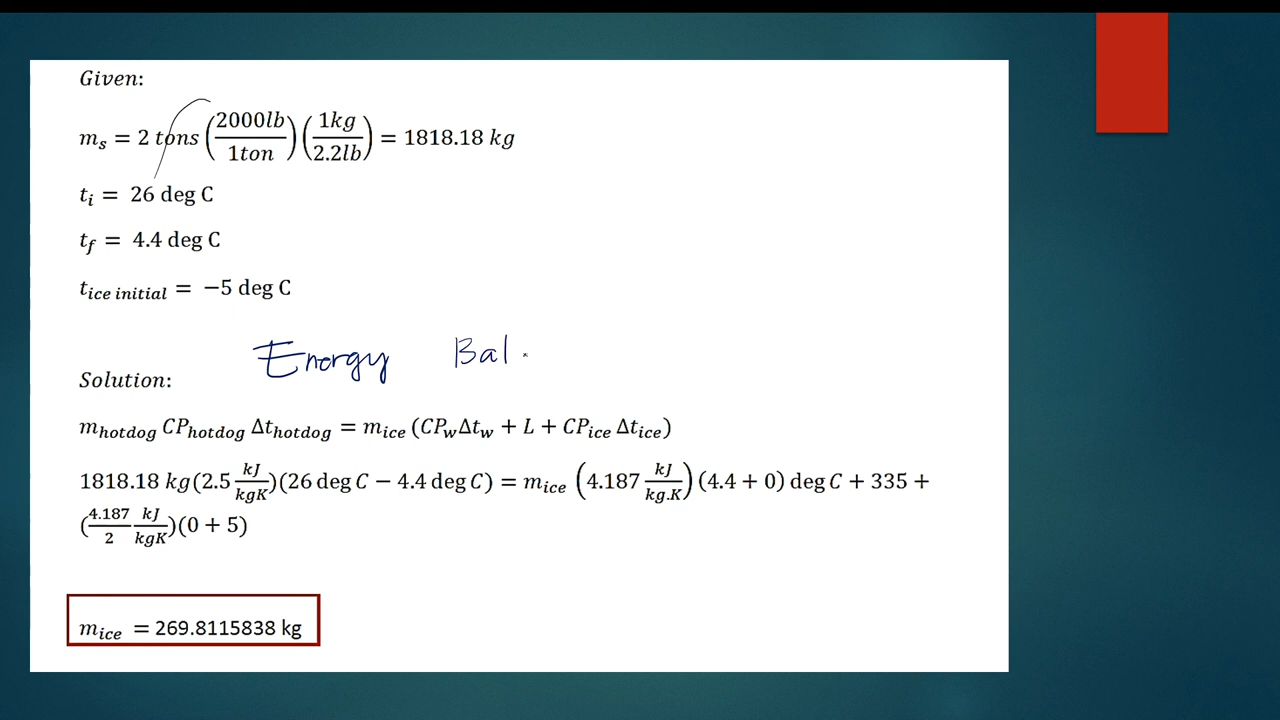 Given:
m_s = 2 tons (2000lb/1ton)(1kg/2.2lb) = 1818.18 kg
t_i = 26 deg C
t_f = 4.4 deg C
t_ice initial = −5 deg C
Energy Bal.
Solution:
m_hotdog CP_hotdog Δt_hotdog = m_ice (CP_wΔt_w + L + CP_ice Δt_ice)
1818.18 kg(2.5 kJ/kgK)(26 deg C − 4.4 deg C) = m_ice (4.187 kJ/kg.K)(4.4 + 0) deg C + 335 +
(4.187/2 kJ/kgK)(0 + 5)
m_ice = 269.8115838 kg